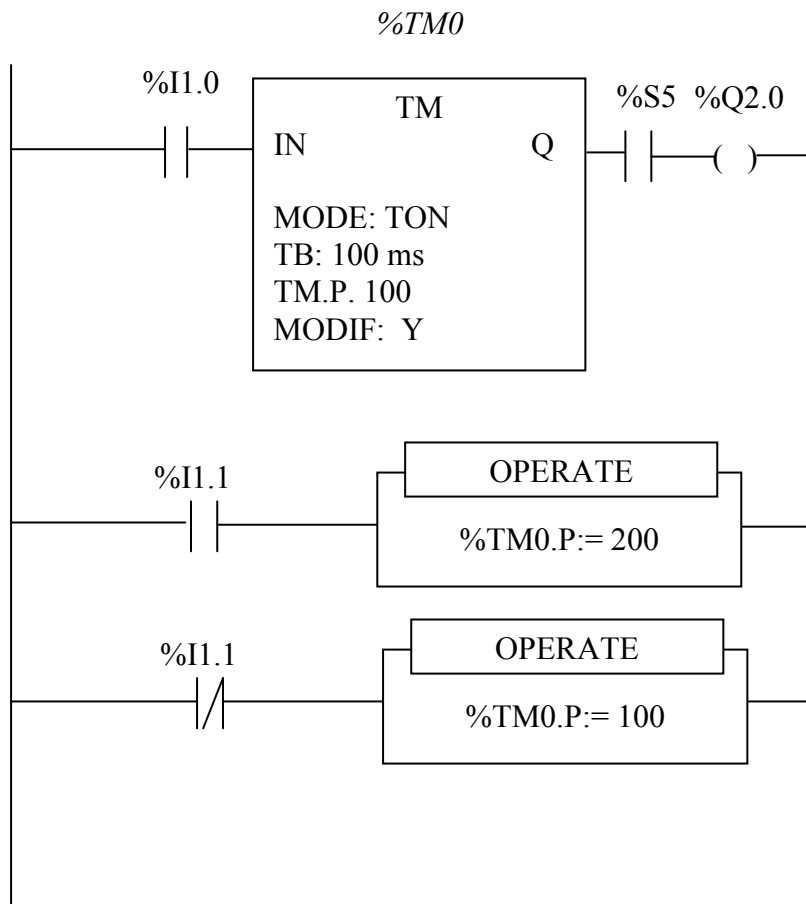 %TM0
%I1.0
TM
%S5 %Q2.0
IN Q
( )
MODE: TON
TB: 100 ms
TM.P. 100
MODIF: Y
%I1.1
OPERATE
%TM0.P:= 200
%I1.1
OPERATE
%TM0.P:= 100